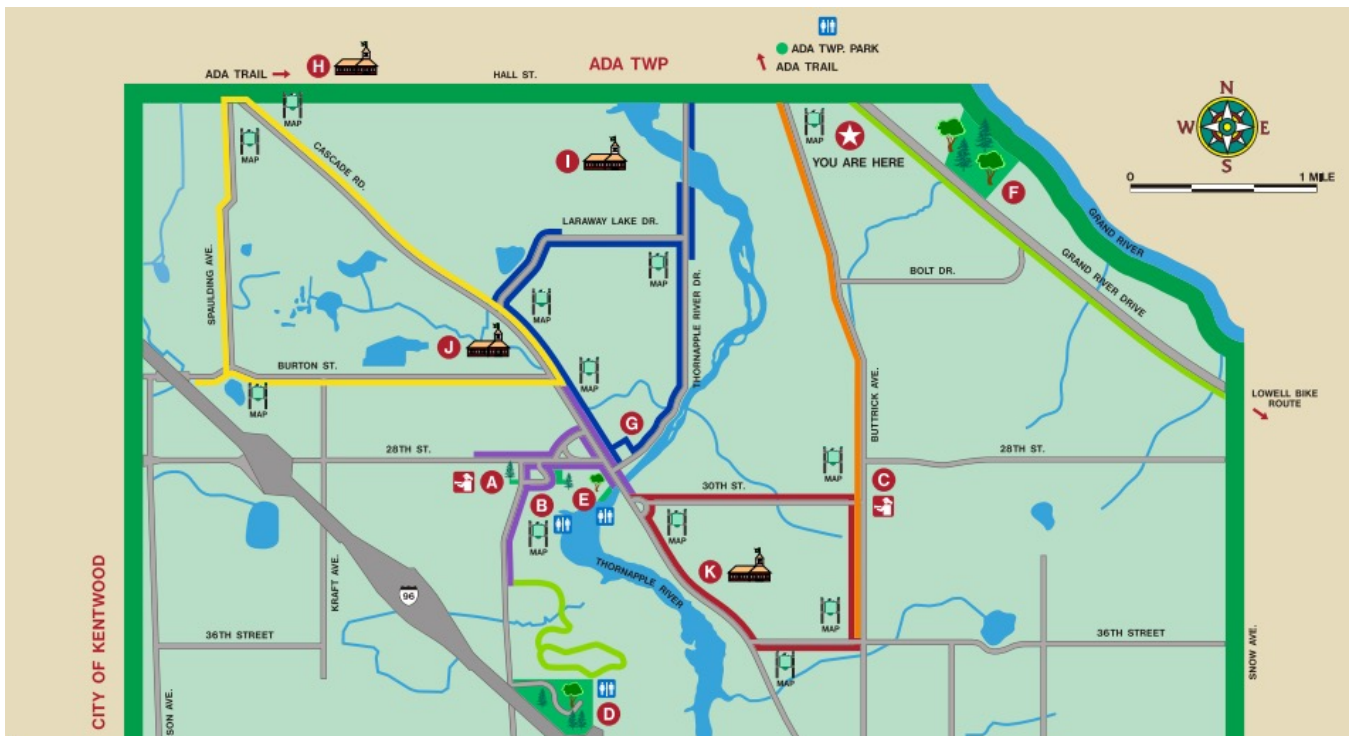 ADA TWP. PARK
ADA TRAIL
ADA TWP
HALL ST.
ADA TRAIL
H
N
W E
S
0 1 MILE
MAP
MAP
MAP
YOU ARE HERE
CASCADE RD.
I
F
GRAND RIVER
LARAWAY LAKE DR.
SPAULDING AVE.
MAP
BOLT DR.
GRAND RIVER DRIVE
THORNAPPLE RIVER DR.
MAP
J
BURTON ST.
MAP
MAP
BUTTRICK AVE.
LOWELL BIKE
ROUTE
G
28TH ST.
28TH ST.
MAP
A
B
E
30TH ST.
C
MAP
MAP
THORNAPPLE
RIVER
K
KRAFT AVE.
96
CITY OF KENTWOOD
36TH STREET
MAP
36TH STREET
MAP
SNOW AVE.
D
SON AVE.